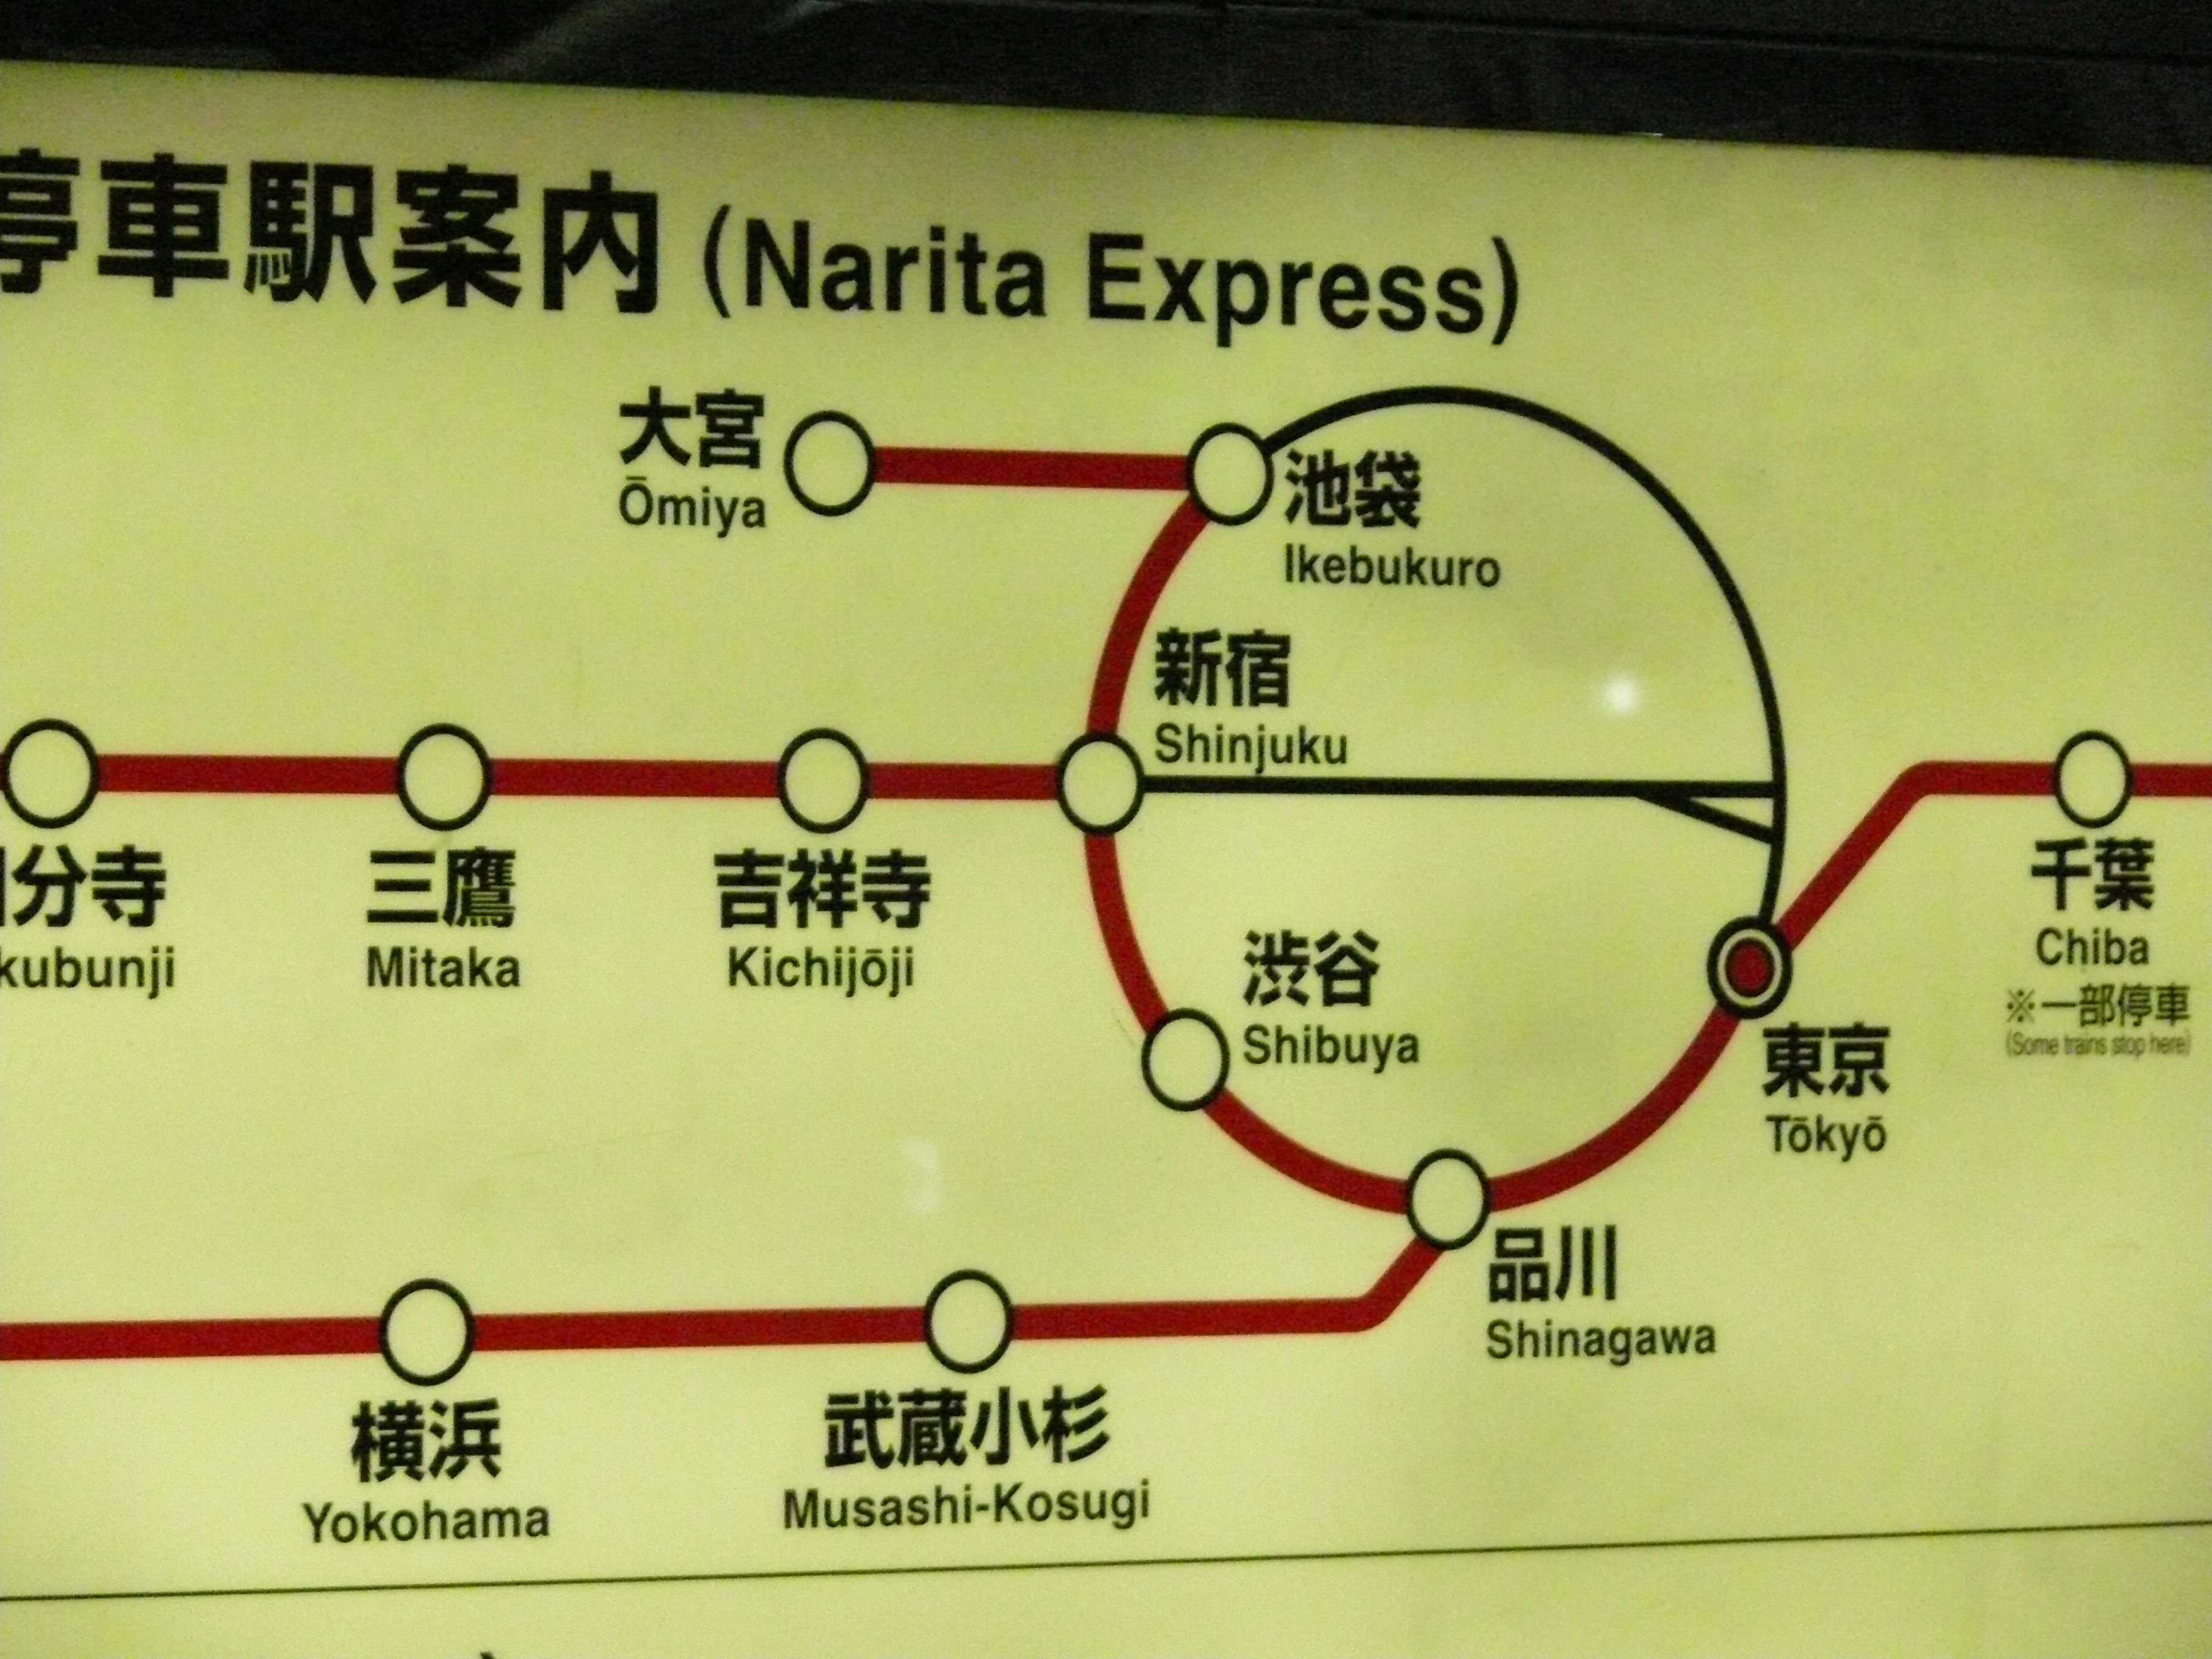 停車駅案内 (Narita Express)
大宮
Ōmiya
池袋
Ikebukuro
新宿
Shinjuku
分寺
kubunji
三鷹
Mitaka
吉祥寺
Kichijōji
千葉
Chiba
※一部停車
(Some trains stop here)
渋谷
Shibuya
東京
Tōkyō
品川
Shinagawa
横浜
Yokohama
武蔵小杉
Musashi-Kosugi